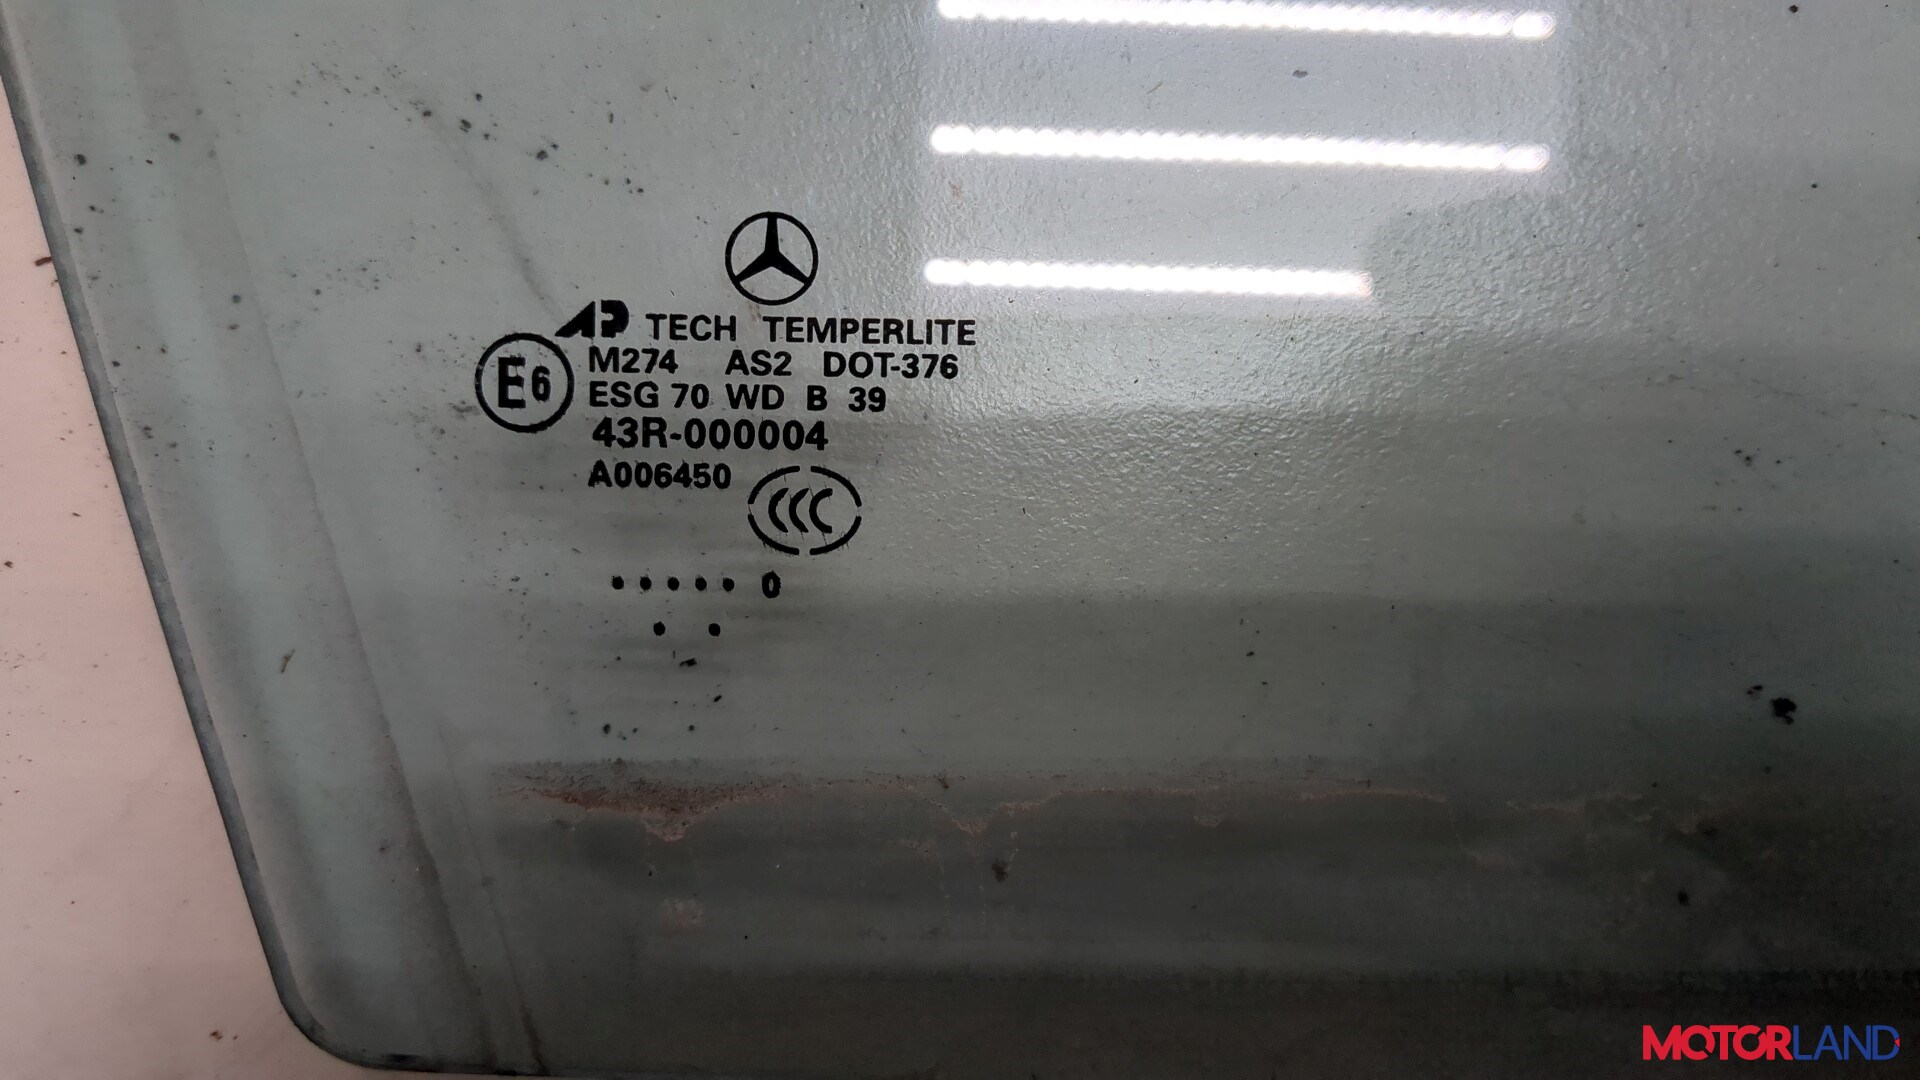 AP TECH TEMPERLITE
M274 AS2 DOT-376
E6
ESG 70 WD B 39
43R-000004
A006450
CCC
. . . . . 0
. .
MOTORLAND